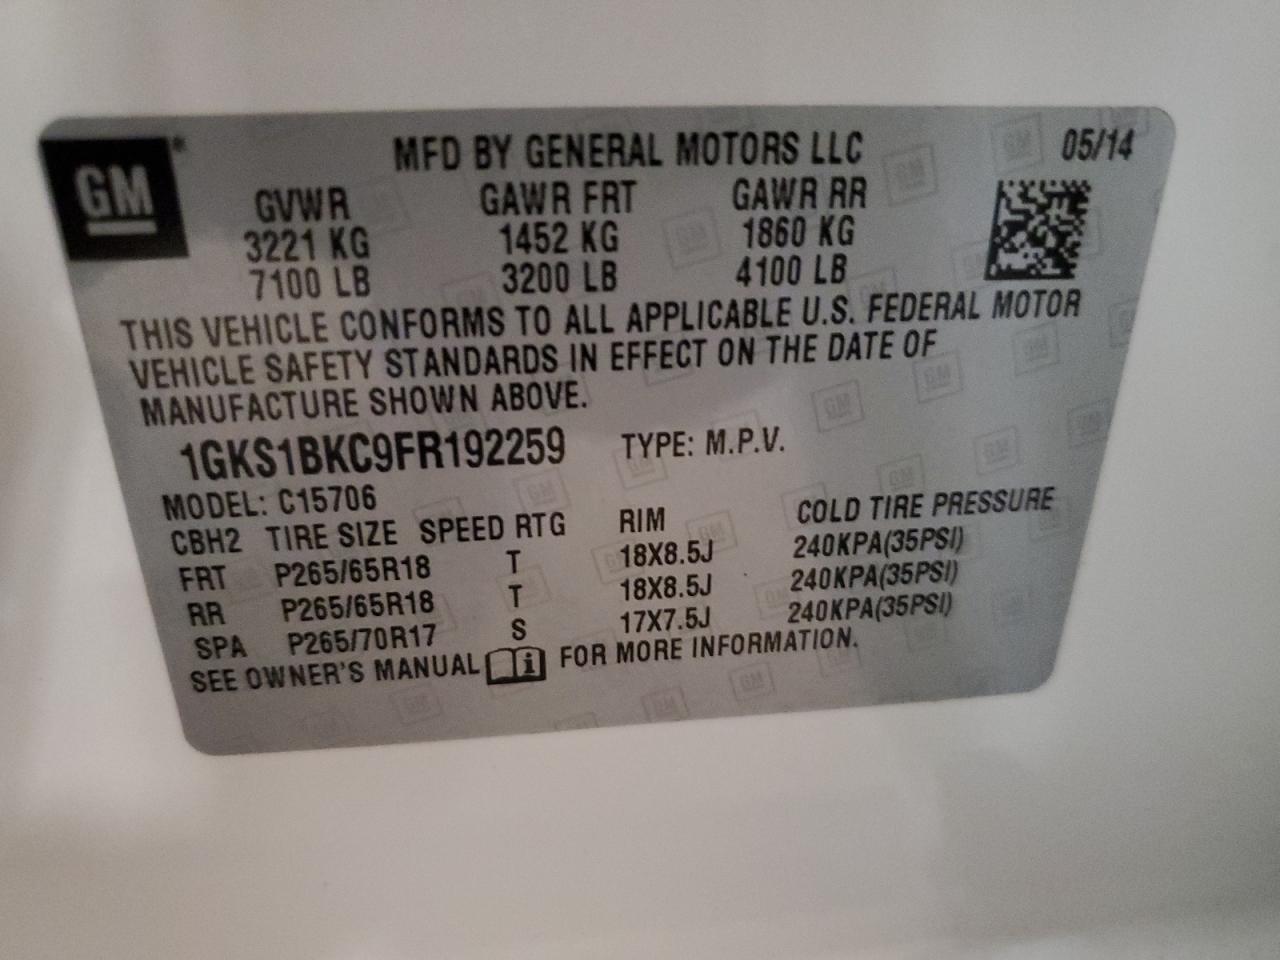 GM
MFD BY GENERAL MOTORS LLC 05/14
GVWR GAWR FRT GAWR RR
3221 KG 1452 KG 1860 KG
7100 LB 3200 LB 4100 LB
THIS VEHICLE CONFORMS TO ALL APPLICABLE U.S. FEDERAL MOTOR
VEHICLE SAFETY STANDARDS IN EFFECT ON THE DATE OF
MANUFACTURE SHOWN ABOVE.
1GKS1BKC9FR192259 TYPE: M.P.V.
MODEL: C15706
CBH2 TIRE SIZE SPEED RTG RIM COLD TIRE PRESSURE
FRT P265/65R18 T 18X8.5J 240KPA(35PSI)
RR P265/65R18 T 18X8.5J 240KPA(35PSI)
SPA P265/70R17 S 17X7.5J 240KPA(35PSI)
SEE OWNER'S MANUAL i FOR MORE INFORMATION.